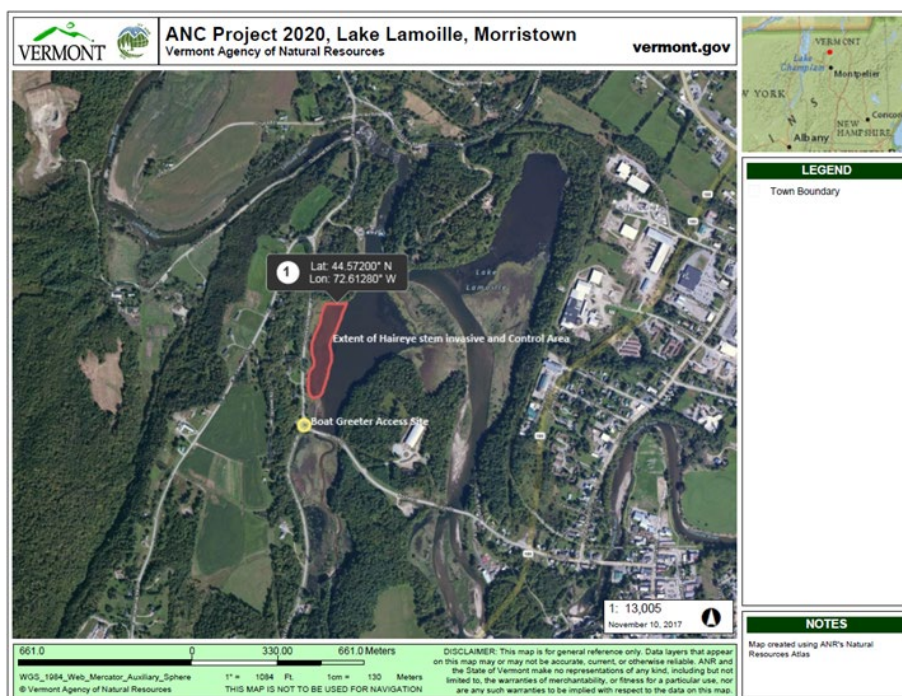 VERMONT
ANC Project 2020, Lake Lamoille, Morristown
Vermont Agency of Natural Resources
vermont.gov
VERMONT
Lake
Champlain
Montpelier
W YORK
NEW
HAMPSHIRE
Concor
Albany
LEGEND
Town Boundary
1
Lat: 44.57200° N
Lon: 72.61280° W
Lake
Lamoille
Extent of Haireye stem invasive and Control Area
Boat Greeter Access Site
1: 13,005
November 10, 2017
NOTES
Map created using ANR's Natural
Resources Atlas
661.0 0 330.00 661.0 Meters
WGS_1984_Web_Mercator_Auxiliary_Sphere 1" = 1084 Ft. 1cm = 130 Meters
© Vermont Agency of Natural Resources THIS MAP IS NOT TO BE USED FOR NAVIGATION
DISCLAIMER: This map is for general reference only. Data layers that appear
on this map may or may not be accurate, current, or otherwise reliable. ANR and
the State of Vermont make no representations of any kind, including but not
limited to, the warranties of merchantability, or fitness for a particular use, nor
are any such warranties to be implied with respect to the data on this map.